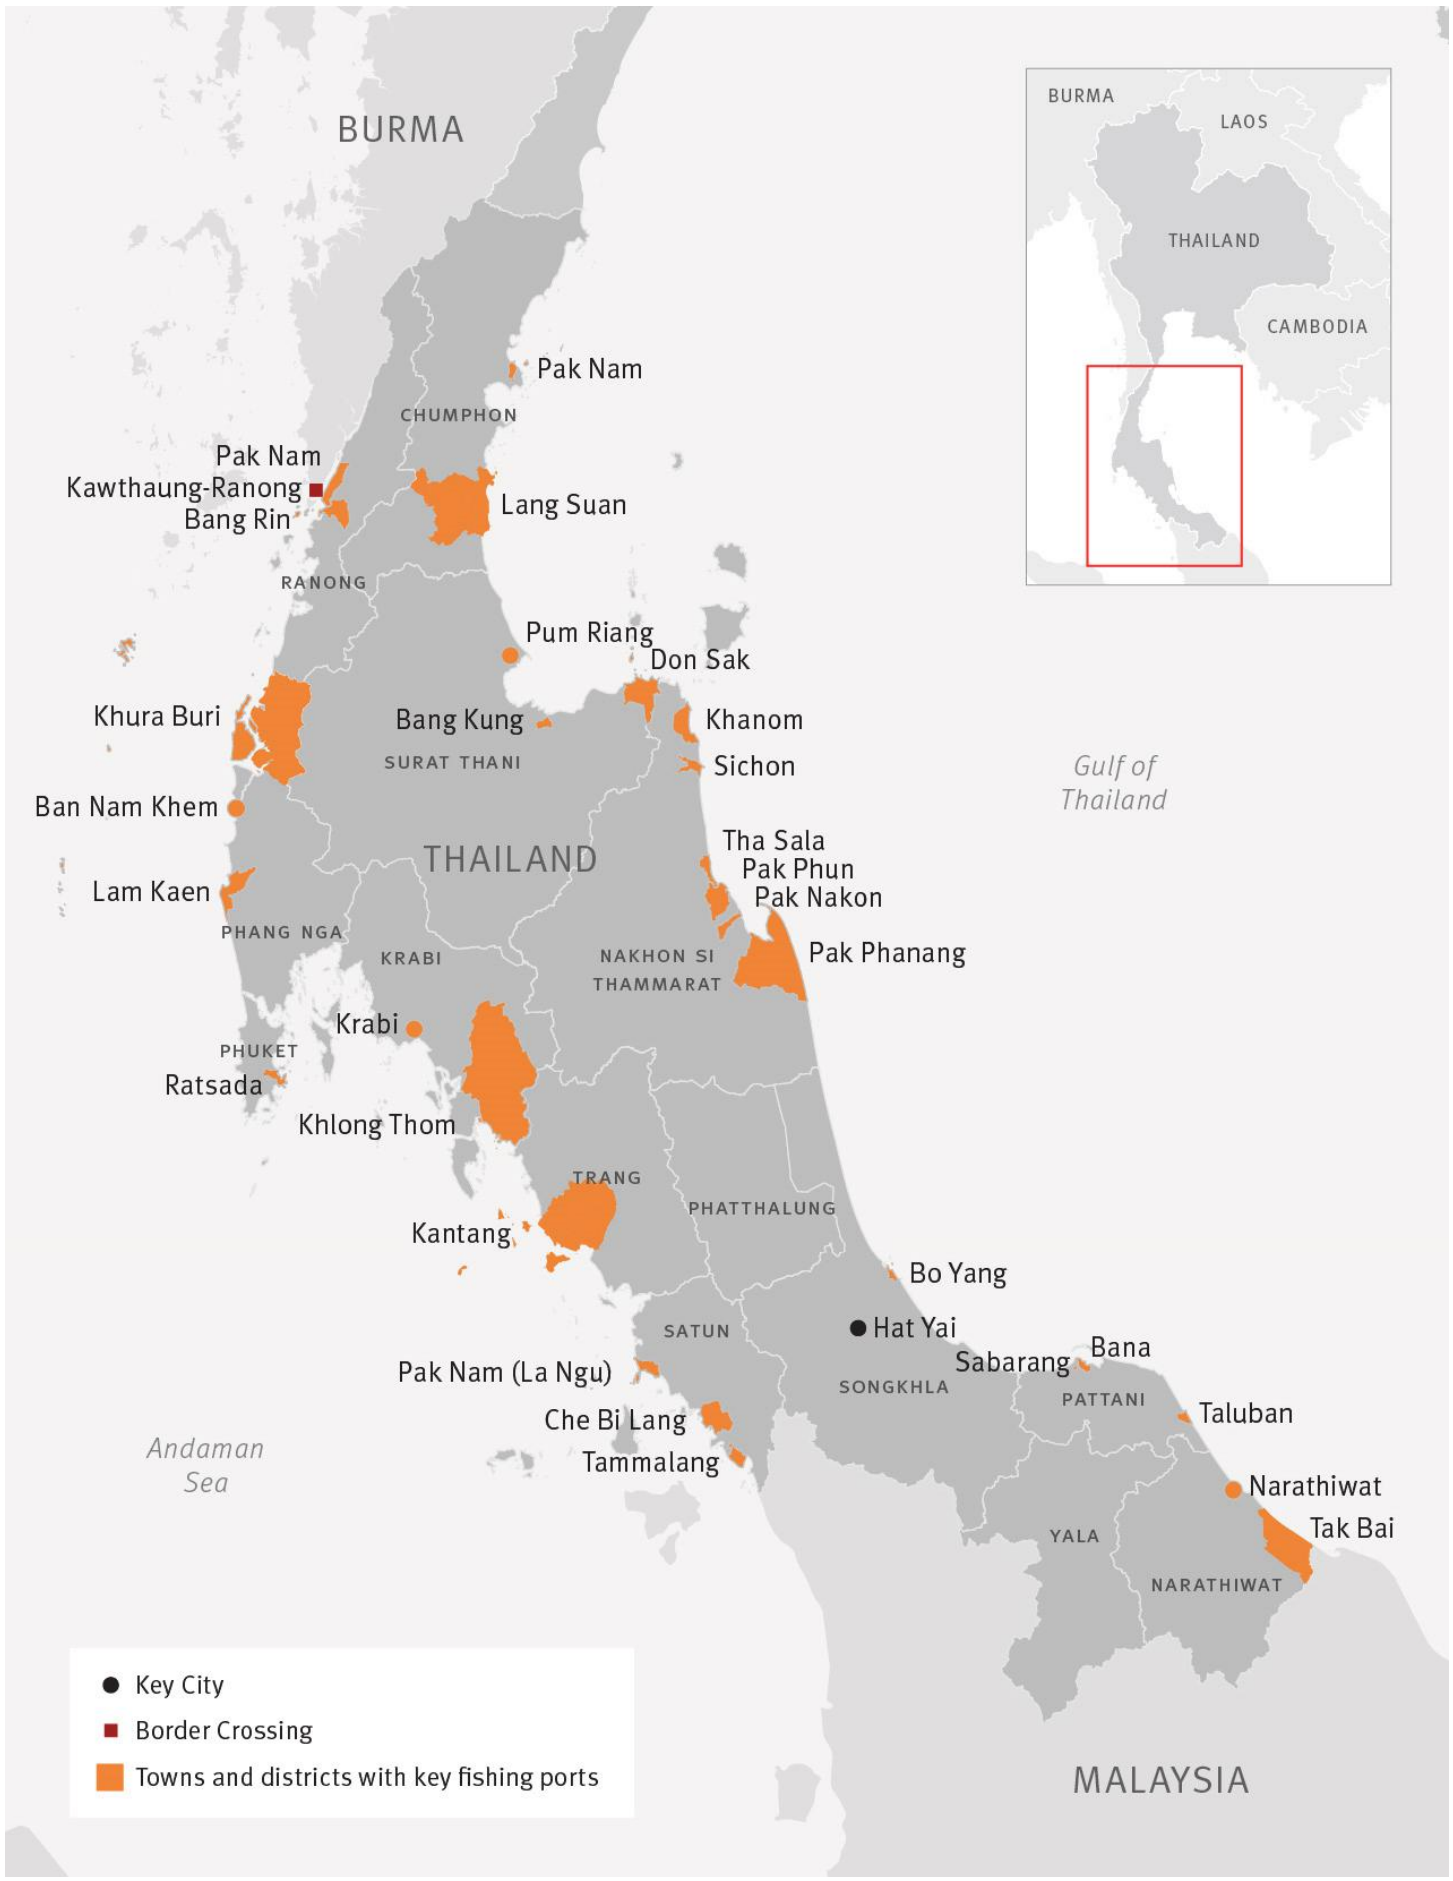 BURMA
BURMA
LAOS
THAILAND
CAMBODIA
Pak Nam
CHUMPHON
Pak Nam
Kawthaung-Ranong
Bang Rin
Lang Suan
RANONG
Pum Riang
Don Sak
Khura Buri
Bang Kung
Khanom
SURAT THANI
Sichon
Gulf of
Thailand
Ban Nam Khem
Tha Sala
THAILAND
Pak Phun
Lam Kaen
Pak Nakon
PHANG NGA
KRABI
NAKHON SI
THAMMARAT
Pak Phanang
Krabi
PHUKET
Ratsada
Khlong Thom
TRANG
PHATTHALUNG
Kantang
Bo Yang
SATUN
Hat Yai
Bana
Sabarang
Pak Nam (La Ngu)
SONGKHLA
PATTANI
Che Bi Lang
Taluban
Andaman
Sea
Tammalang
Narathiwat
Tak Bai
YALA
NARATHIWAT
Key City
Border Crossing
Towns and districts with key fishing ports
MALAYSIA